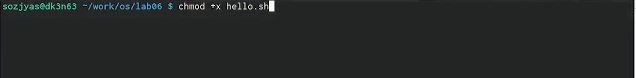 sozjyas@dk3n63 ~/work/os/lab06 $ chmod +x hello.sh